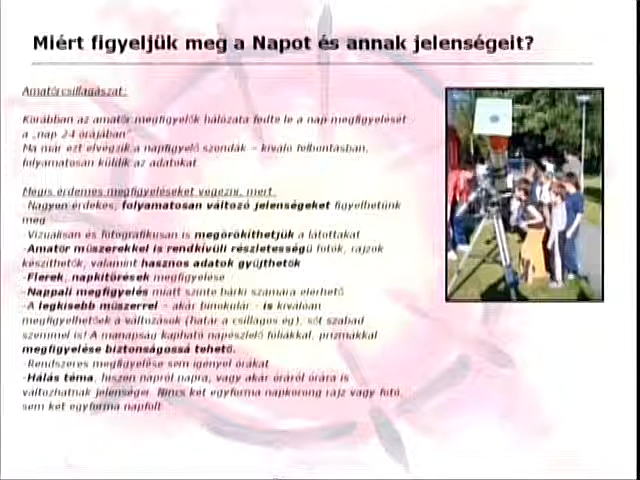 Miért figyeljük meg a Napot és annak jelenségeit?
Amatőrcsillagászat:
Korábban az amatőr megfigyelők hálózata fedte le a nap megfigyelését
a „nap 24 órájában"
Ma már ezt elvégzik a napfigyelő szondák – kiváló felbontásban,
folyamatosan küldik az adatokat
Mégis érdemes megfigyeléseket végezni, mert
- Nagyon érdekes, folyamatosan változó jelenségeket figyelhetünk
meg
- Vizuálisan és fotografikusan is megörökíthetjük a látottakat
- Amatőr műszerekkel is rendkívüli részletességű fotók, rajzok
készíthetők, valamint hasznos adatok gyűjthetők
- Flerek, napkitörések megfigyelése
- Nappali megfigyelés miatt szinte bárki számára elérhető
- A legkisebb műszerrel – akár binokulár - is kiválóan
megfigyelhetőek a változások (határ a csillagos ég), sőt szabad
szemmel is! A manapság kapható napészlelő fóliákkal, prizmákkal
megfigyelése biztonságossá tehető.
- Rendszeres megfigyelése sem igényel órákat
- Hálás téma, hiszen napról napra, vagy akár óráról órára is
változhatnak jelenségei. Nincs két egyforma napkorong rajz vagy fotó,
sem két egyforma napfolt